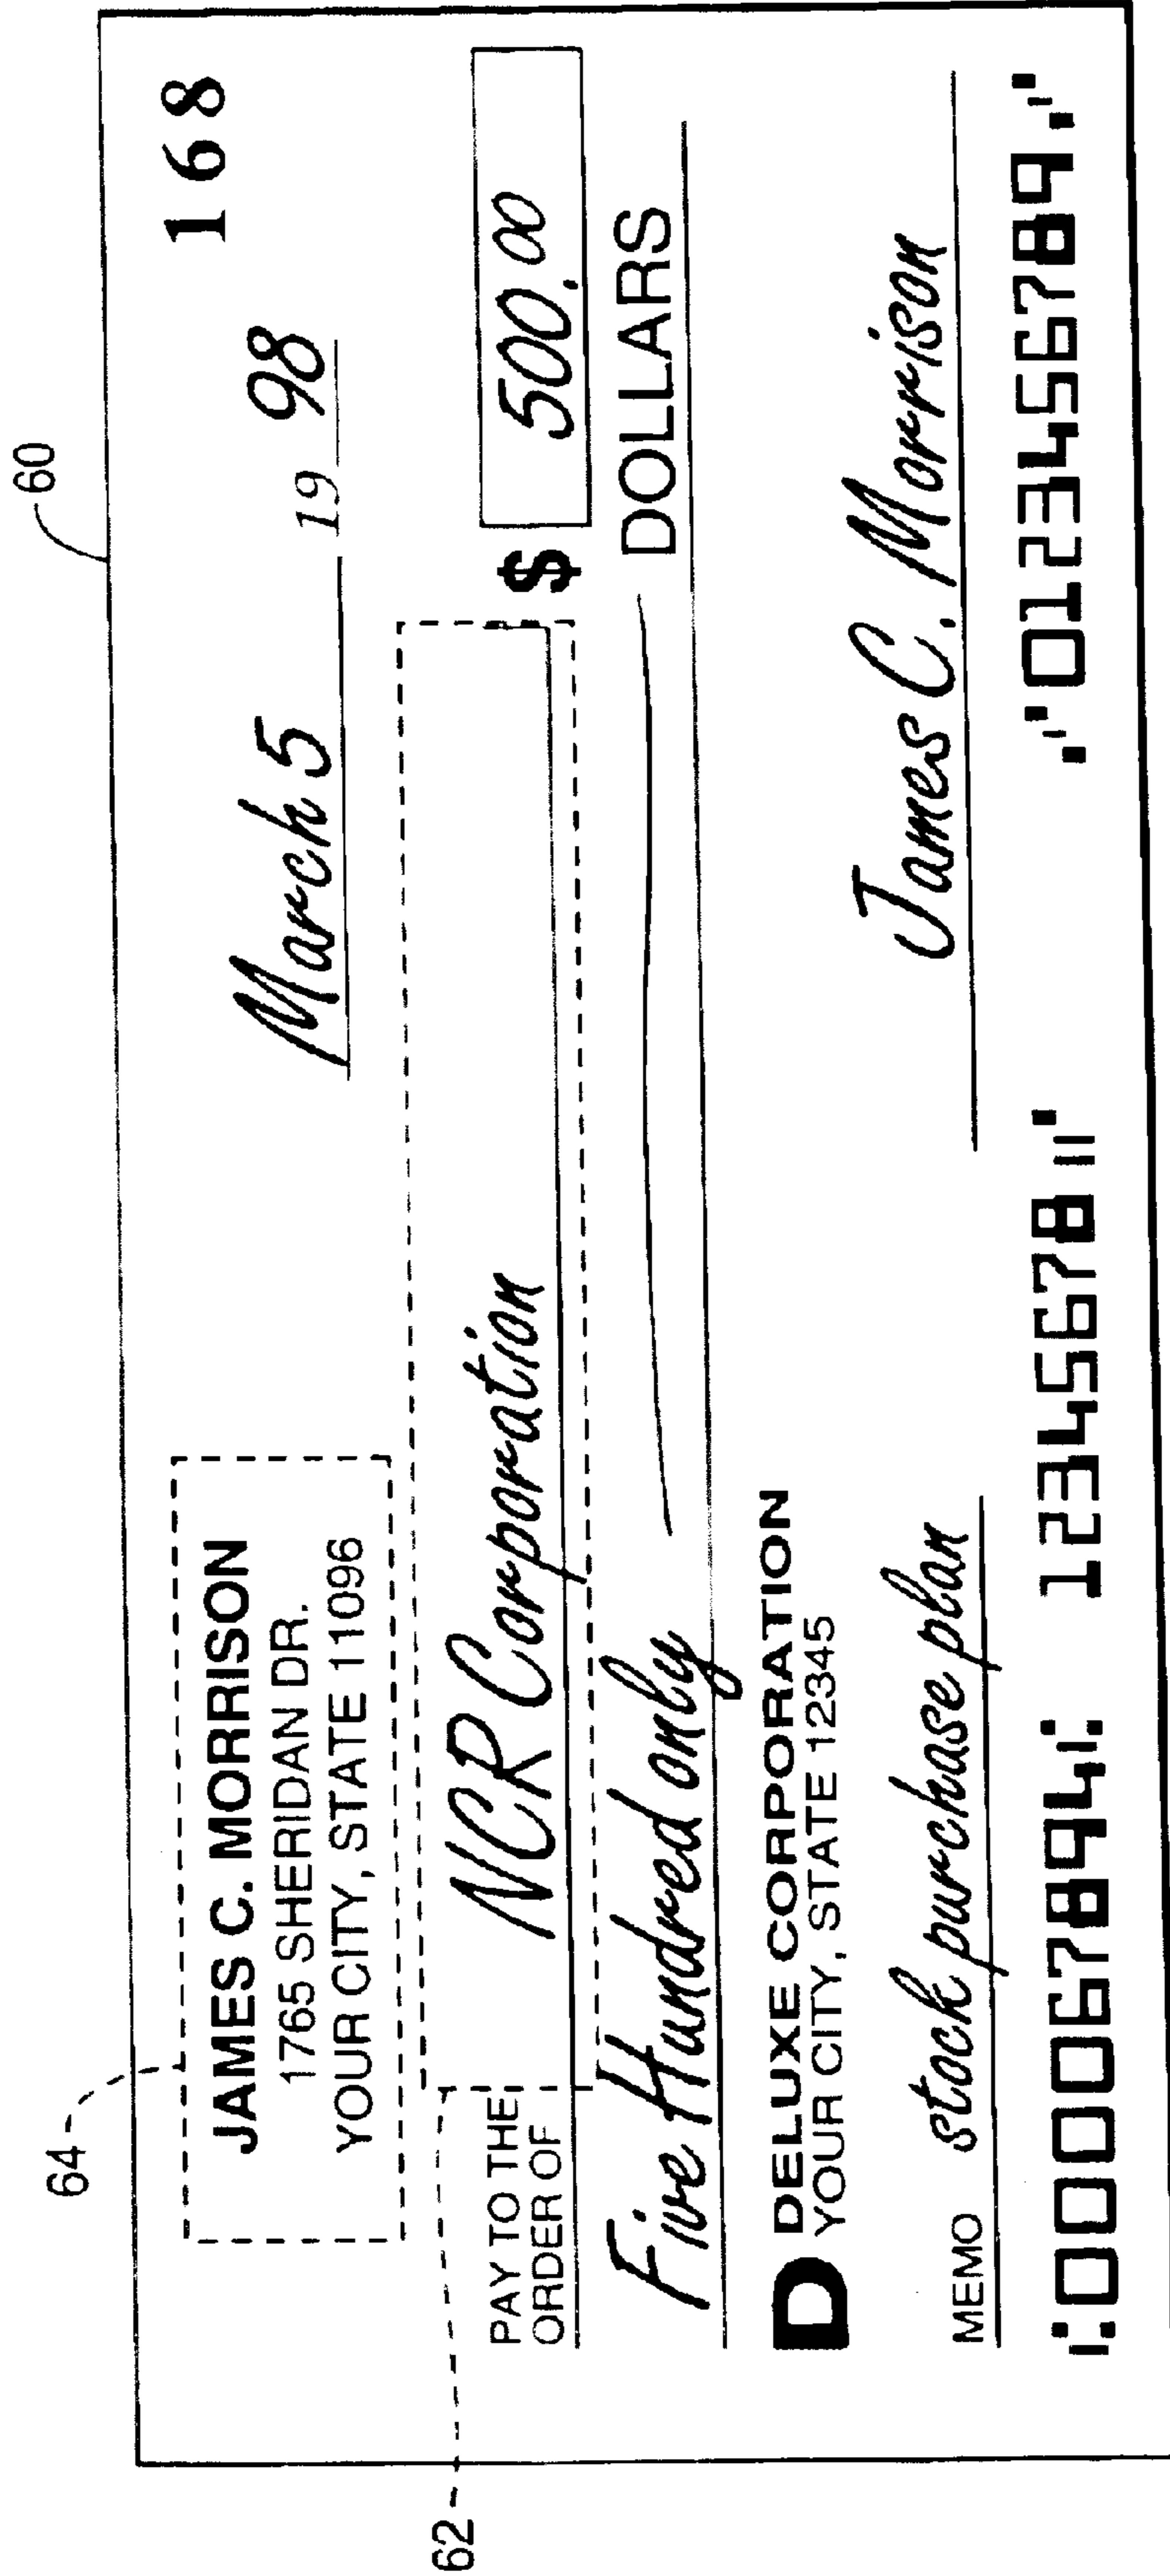 60
64
62
168
JAMES C. MORRISON
1765 SHERIDAN DR.
YOUR CITY, STATE 11096
March 5 19 98
PAY TO THE
ORDER OF NCR Corporation $ 500.00
Five Hundred only DOLLARS
D DELUXE CORPORATION
YOUR CITY, STATE 12345
MEMO stock purchase plan James C. Morrison
⑆000067894⑆ 12345678⑈ ⑈0123456789⑈